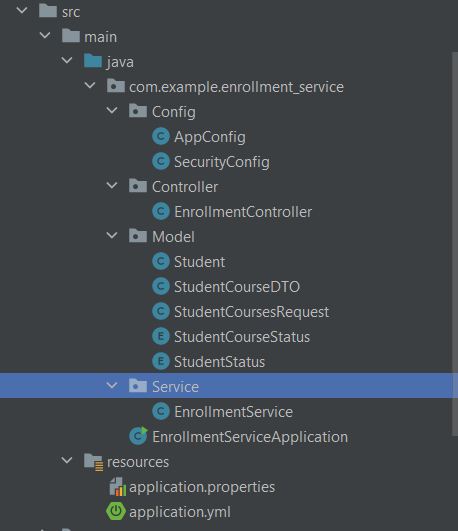 src
main
java
com.example.enrollment_service
Config
AppConfig
SecurityConfig
Controller
EnrollmentController
Model
Student
StudentCourseDTO
StudentCoursesRequest
StudentCourseStatus
StudentStatus
Service
EnrollmentService
EnrollmentServiceApplication
resources
application.properties
application.yml